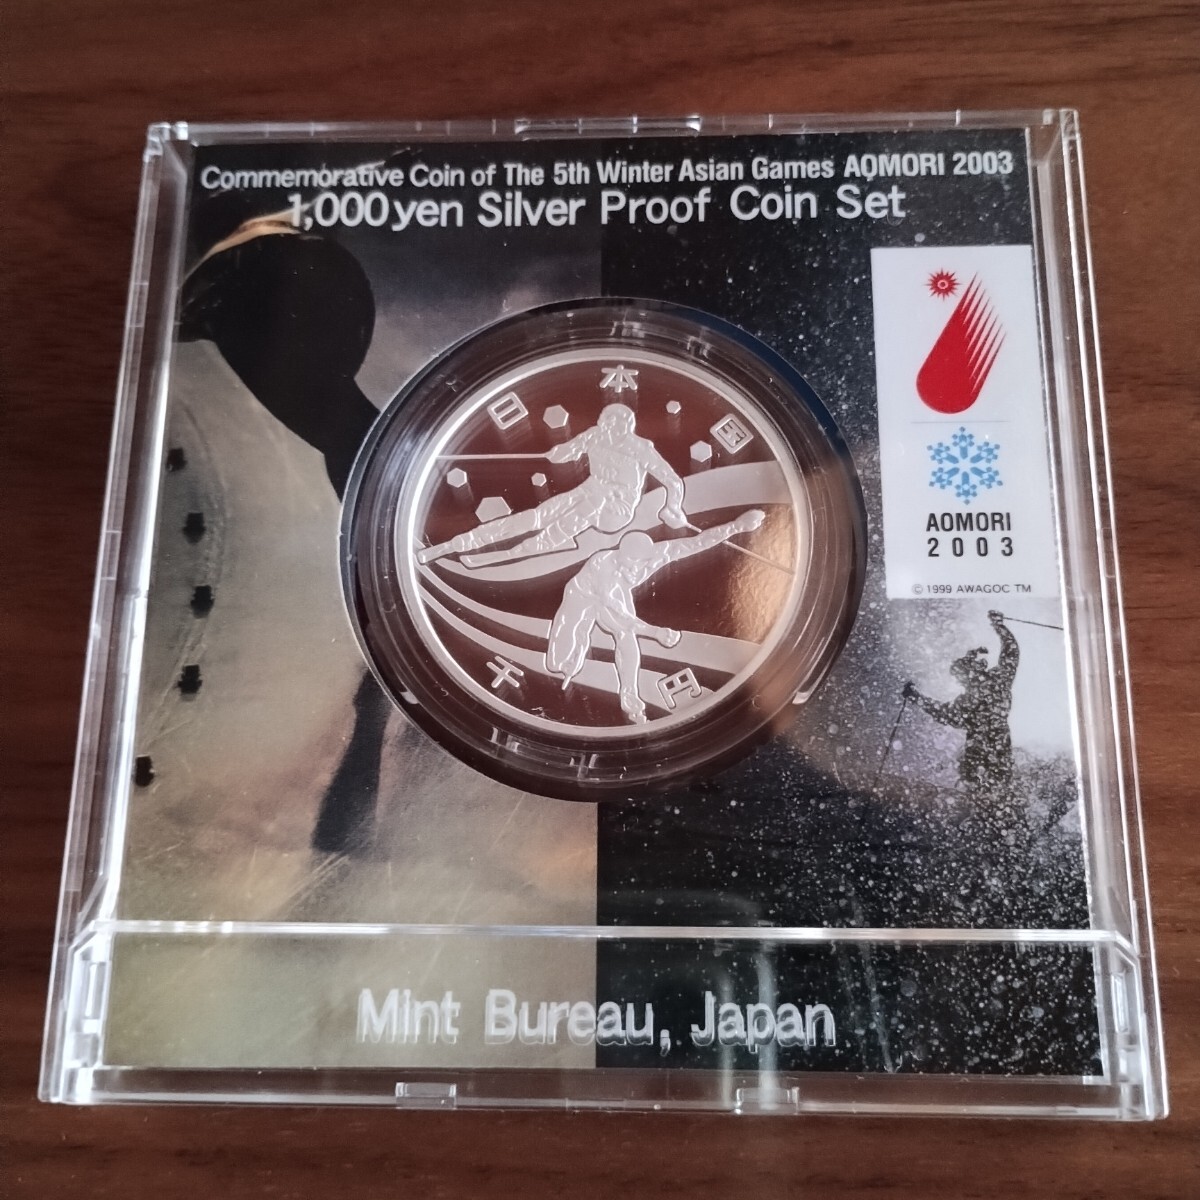 Commemorative Coin of The 5th Winter Asian Games AOMORI 2003
1,000yen Silver Proof Coin Set
日本国
千円
AOMORI
2003
© 1999 AWAGOC TM
Mint Bureau, Japan